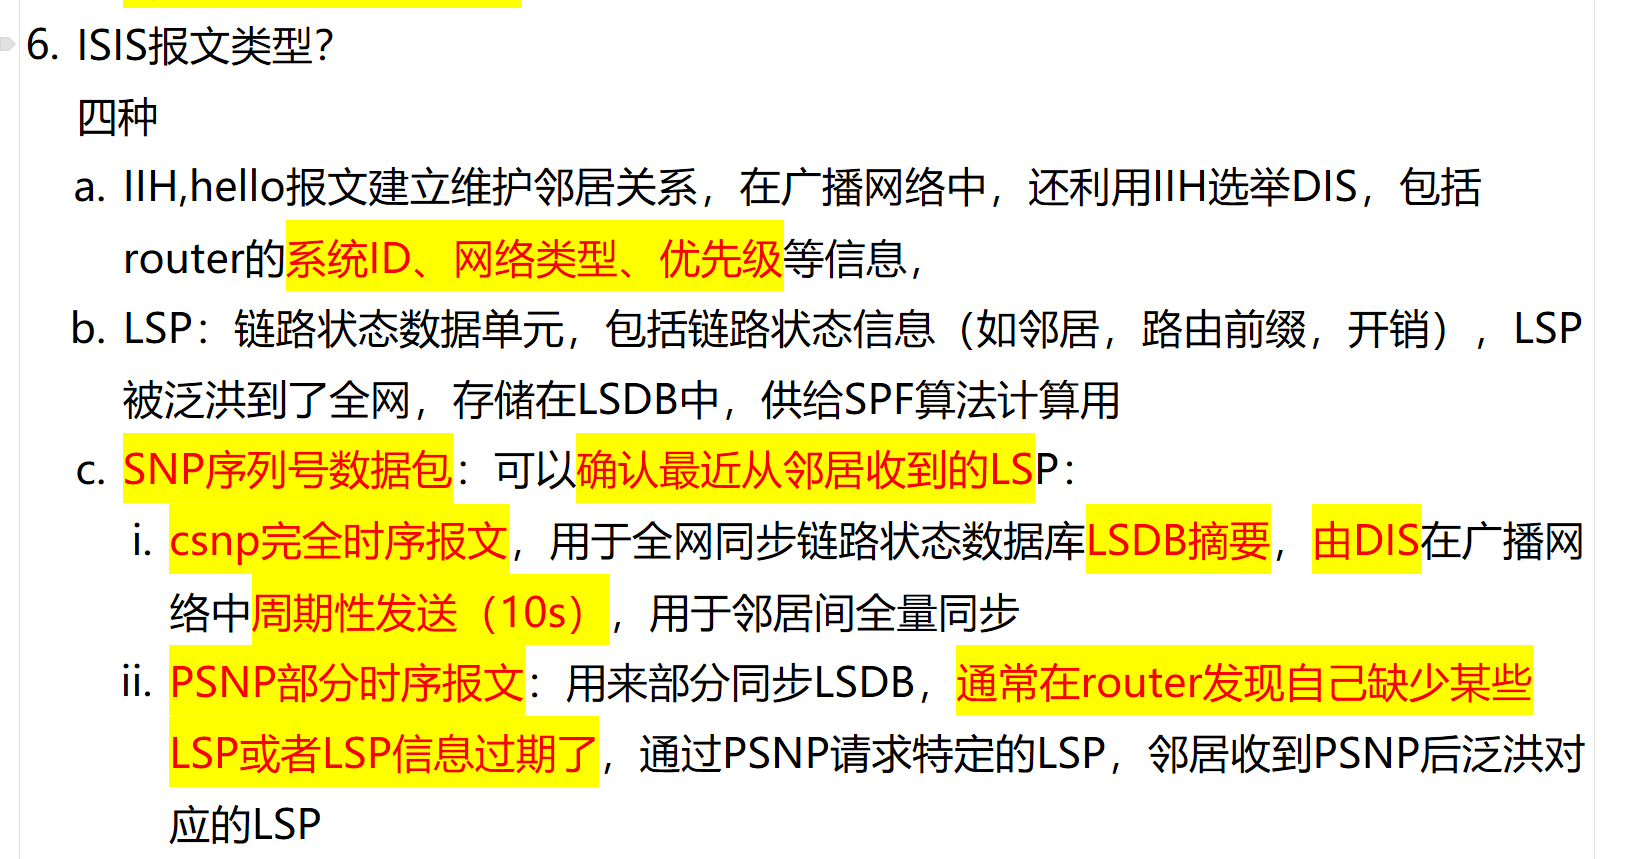 6. ISIS报文类型？
四种
a. IIH,hello报文建立维护邻居关系，在广播网络中，还利用IIH选举DIS，包括
router的系统ID、网络类型、优先级等信息，
b. LSP：链路状态数据单元，包括链路状态信息（如邻居，路由前缀，开销），LSP
被泛洪到了全网，存储在LSDB中，供给SPF算法计算用
c. SNP序列号数据包：可以确认最近从邻居收到的LSP：
i. csnp完全时序报文，用于全网同步链路状态数据库LSDB摘要，由DIS在广播网
络中周期性发送（10s），用于邻居间全量同步
ii. PSNP部分时序报文：用来部分同步LSDB，通常在router发现自己缺少某些
LSP或者LSP信息过期了，通过PSNP请求特定的LSP，邻居收到PSNP后泛洪对
应的LSP